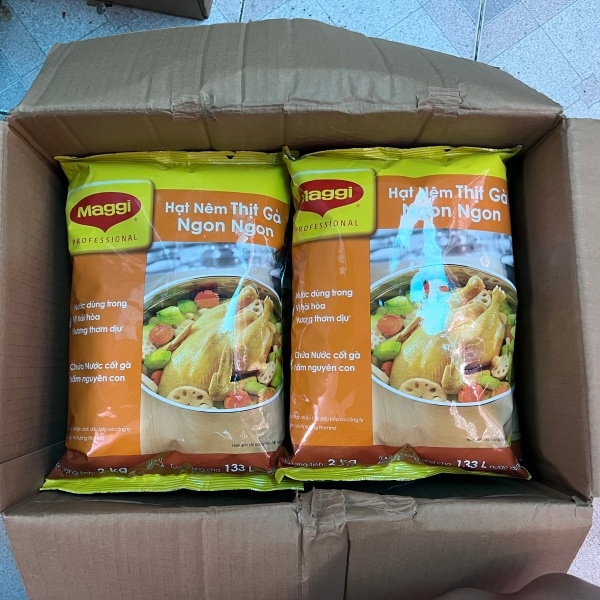 Maggi
PROFESSIONAL
Hạt Nêm Thịt Gà
Ngon Ngon
Nước dùng trong
Vị hài hòa
Hương thơm dịu
Chứa Nước cốt gà
hầm nguyên con
2 kg
133 L
Maggi
PROFESSIONAL
Hạt Nêm Thịt Gà
Ngon Ngon
Nước dùng trong
Vị hài hòa
Hương thơm dịu
Chứa Nước cốt gà
hầm nguyên con
2 kg
133 L nước